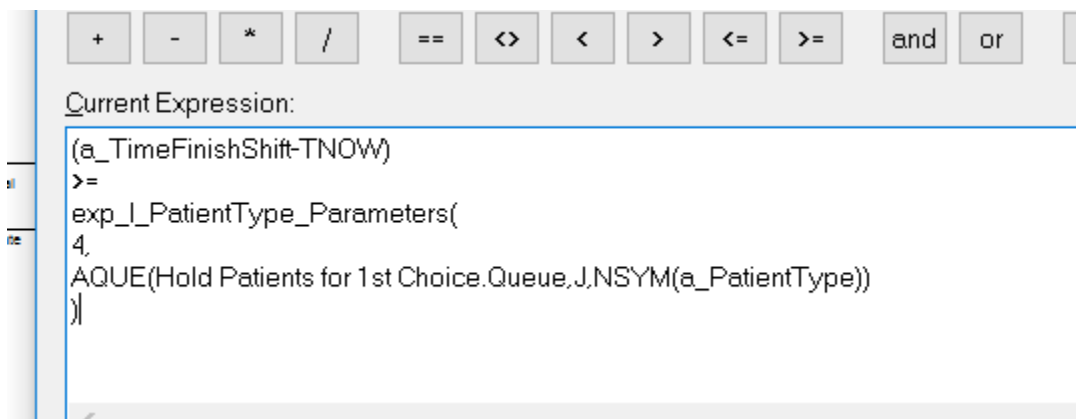 + - * / == <> < > <= >= and or
Current Expression:
(a_TimeFinishShift-TNOW)
>=
exp_I_PatientType_Parameters(
4,
AQUE(Hold Patients for 1st Choice.Queue,J,NSYM(a_PatientType))
)